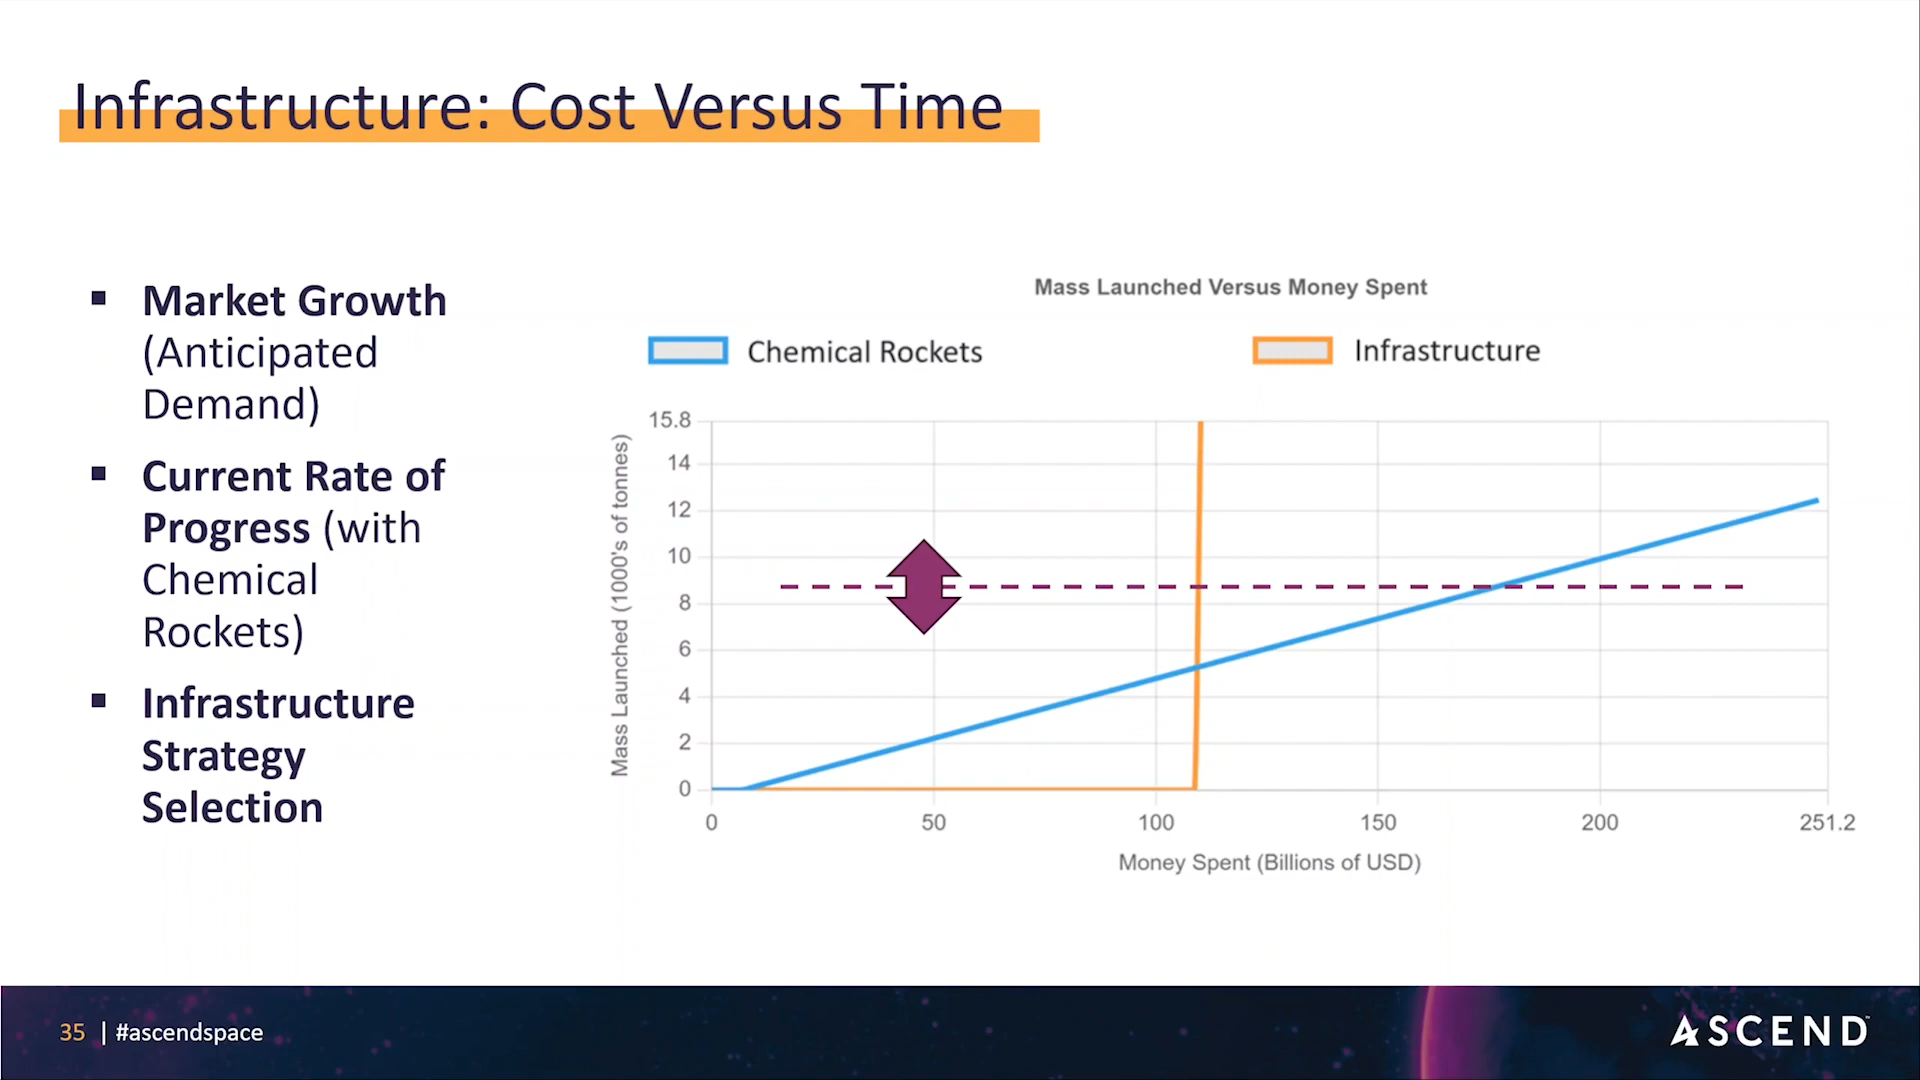 Infrastructure: Cost Versus Time
▪ Market Growth
(Anticipated
Demand)
▪ Current Rate of
Progress (with
Chemical
Rockets)
▪ Infrastructure
Strategy
Selection
Mass Launched Versus Money Spent
Chemical Rockets
Infrastructure
Mass Launched (1000's of tonnes)
15.8
14
12
10
8
6
4
2
0
0 50 100 150 200 251.2
Money Spent (Billions of USD)
35 | #ascendspace
ASCEND™